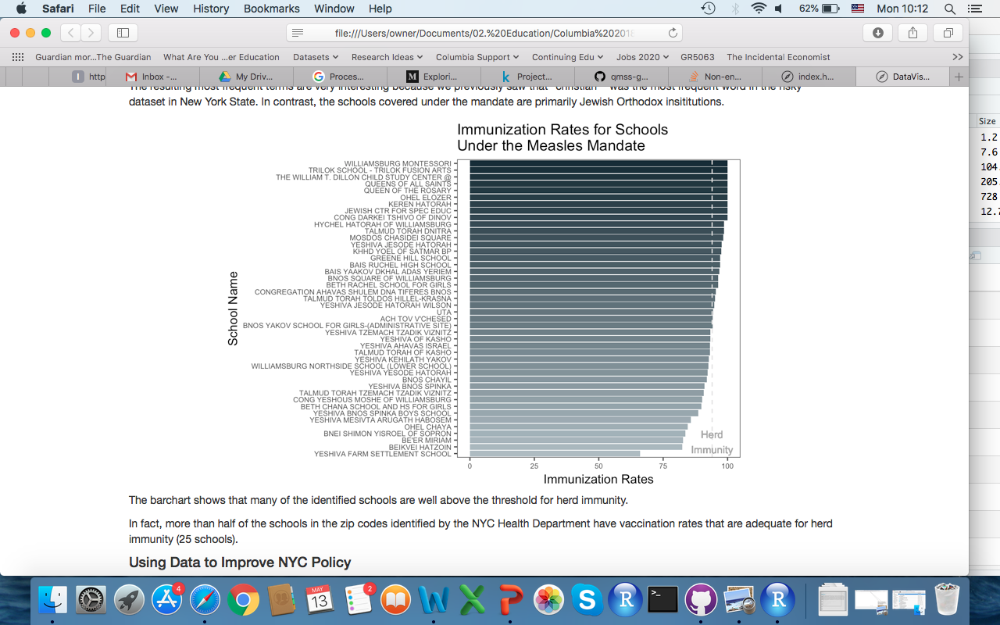 Safari File Edit View History Bookmarks Window Help 62% Mon 10:12
file:///Users/owner/Documents/02.%20Education/Columbia%20201
Guardian mor...The Guardian What Are You ...er Education Datasets Research Ideas Columbia Support Continuing Edu Jobs 2020 GR5063 The Incidental Economist
I http Inbox -... My Driv... Proces... M Explori... k Project... qmss-g... Non-en... index.h... DataVis...
The resulting most frequent terms are very interesting because we previously saw that "christian" was the most frequent word in the risky
dataset in New York State. In contrast, the schools covered under the mandate are primarily Jewish Orthodox insititutions.
Immunization Rates for Schools
Under the Measles Mandate
School Name
WILLIAMSBURG MONTESSORI
TRILOK SCHOOL - TRILOK FUSION ARTS
THE WILLIAM T. DILLON CHILD STUDY CENTER @
QUEENS OF ALL SAINTS
QUEEN OF THE ROSARY
OHEL ELOZER
KEREN HATORAH
JEWISH CTR FOR SPEC EDUC
CONG DARKEI TSHIVO OF DINOV
HYCHEL HATORAH OF WILLIAMSBURG
TALMUD TORAH DNITRA
MOSDOS CHASIDEI SQUARE
YESHIVA JESODE HATORAH
KHHD YOEL OF SATMAR BP
GREENE HILL SCHOOL
BAIS RUCHEL HIGH SCHOOL
BAIS YAAKOV DKHAL ADAS YERIEM
BNOS SQUARE OF WILLIAMSBURG
BETH RACHEL SCHOOL FOR GIRLS
CONGREGATION AHAVAS SHULEM DNA TIFERES BNOS
TALMUD TORAH TOLDOS HILLEL-KRASNA
YESHIVA JESODE HATORAH WILSON
UTA
ACH TOV V'CHESED
BNOS YAKOV SCHOOL FOR GIRLS-(ADMINISTRATIVE SITE)
YESHIVA TZEMACH TZADIK VIZNITZ
YESHIVA OF KASHO
YESHIVA AHAVAS ISRAEL
TALMUD TORAH OF KASHO
YESHIVA KEHILATH YAKOV
WILLIAMSBURG NORTHSIDE SCHOOL (LOWER SCHOOL)
YESHIVA YESODE HATORAH
BNOS CHAYIL
YESHIVA BNOS SPINKA
TALMUD TORAH TZEMACH TZADIK VIZNITZ
CONG YESHOUS MOSHE OF WILLIAMSBURG
BETH CHANA SCHOOL AND HS FOR GIRLS
YESHIVA BNOS SPINKA BOYS SCHOOL
YESHIVA MESIVTA ARUGATH HABOSEM
OHEL CHAYA
BNEI SHIMON YISROEL OF SOPRON
BE'ER MIRIAM
BEIKVEI HATZOIN
YESHIVA FARM SETTLEMENT SCHOOL
Herd
Immunity
0 25 50 75 100
Immunization Rates
The barchart shows that many of the identified schools are well above the threshold for herd immunity.
In fact, more than half of the schools in the zip codes identified by the NYC Health Department have vaccination rates that are adequate for herd
immunity (25 schools).
Using Data to Improve NYC Policy
Size
1.2
7.6
104.
205.
728
12.7
4 MAY 13 2 W X P S R >_ R